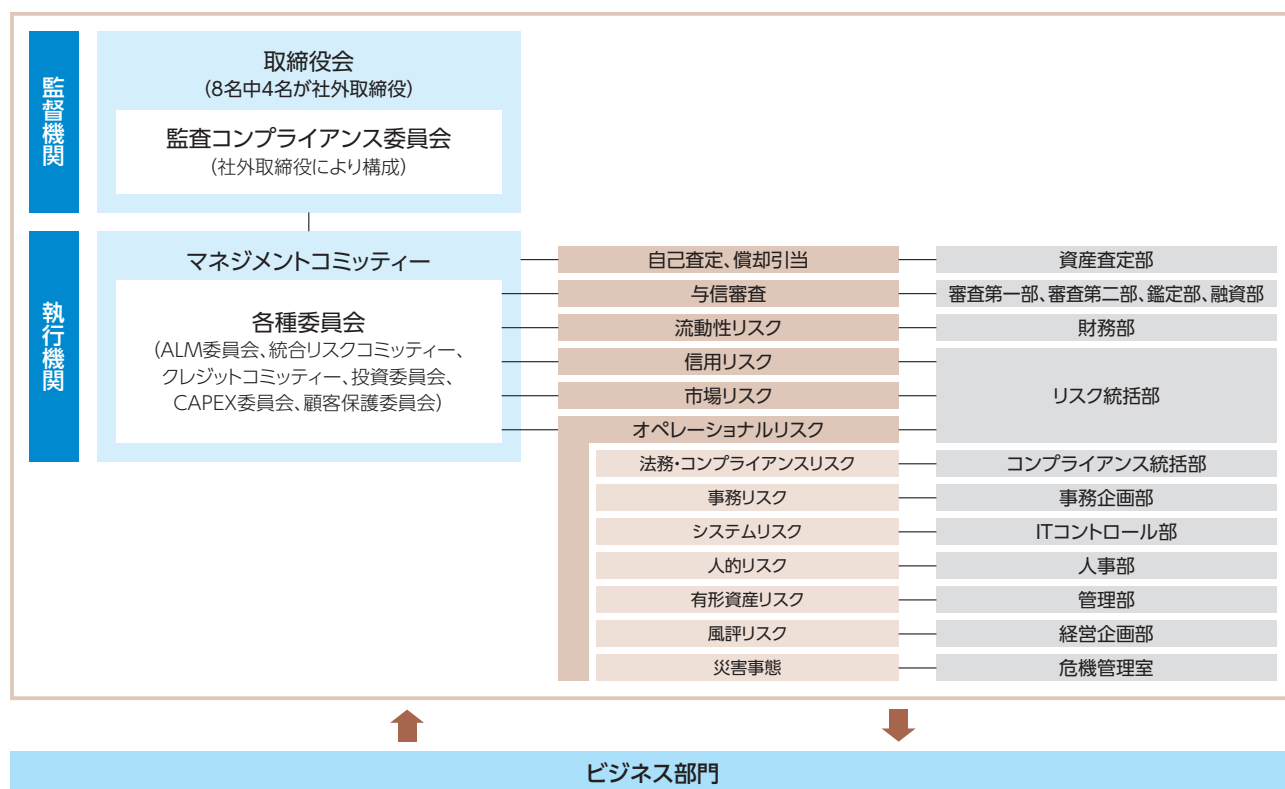 監督機関
取締役会
(8名中4名が社外取締役)
監査コンプライアンス委員会
(社外取締役により構成)
執行機関
マネジメントコミッティー
各種委員会
(ALM委員会、統合リスクコミッティー、
クレジットコミッティー、投資委員会、
CAPEX委員会、顧客保護委員会)
自己査定、償却引当
資産査定部
与信審査
審査第一部、審査第二部、鑑定部、融資部
流動性リスク
財務部
信用リスク
市場リスク
リスク統括部
オペレーショナルリスク
法務・コンプライアンスリスク
コンプライアンス統括部
事務リスク
事務企画部
システムリスク
ITコントロール部
人的リスク
人事部
有形資産リスク
管理部
風評リスク
経営企画部
災害事態
危機管理室
ビジネス部門